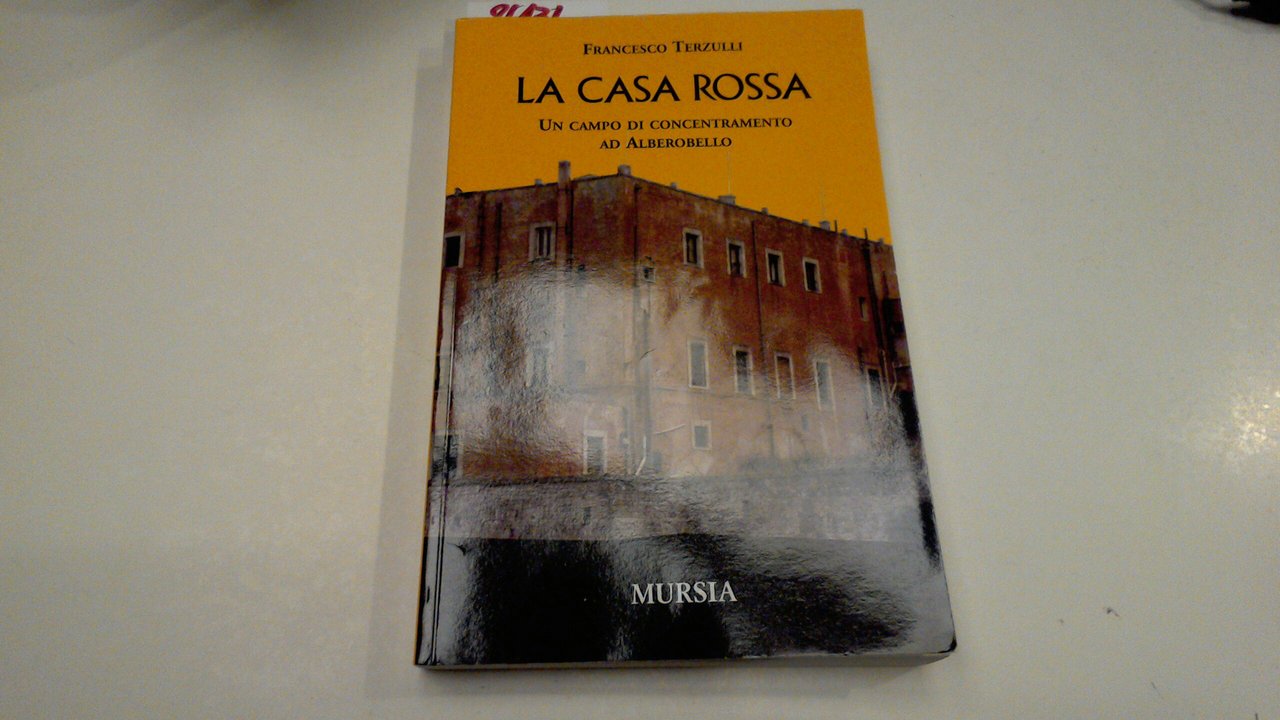 Francesco Terzulli
LA CASA ROSSA
Un campo di concentramento
ad Alberobello
MURSIA